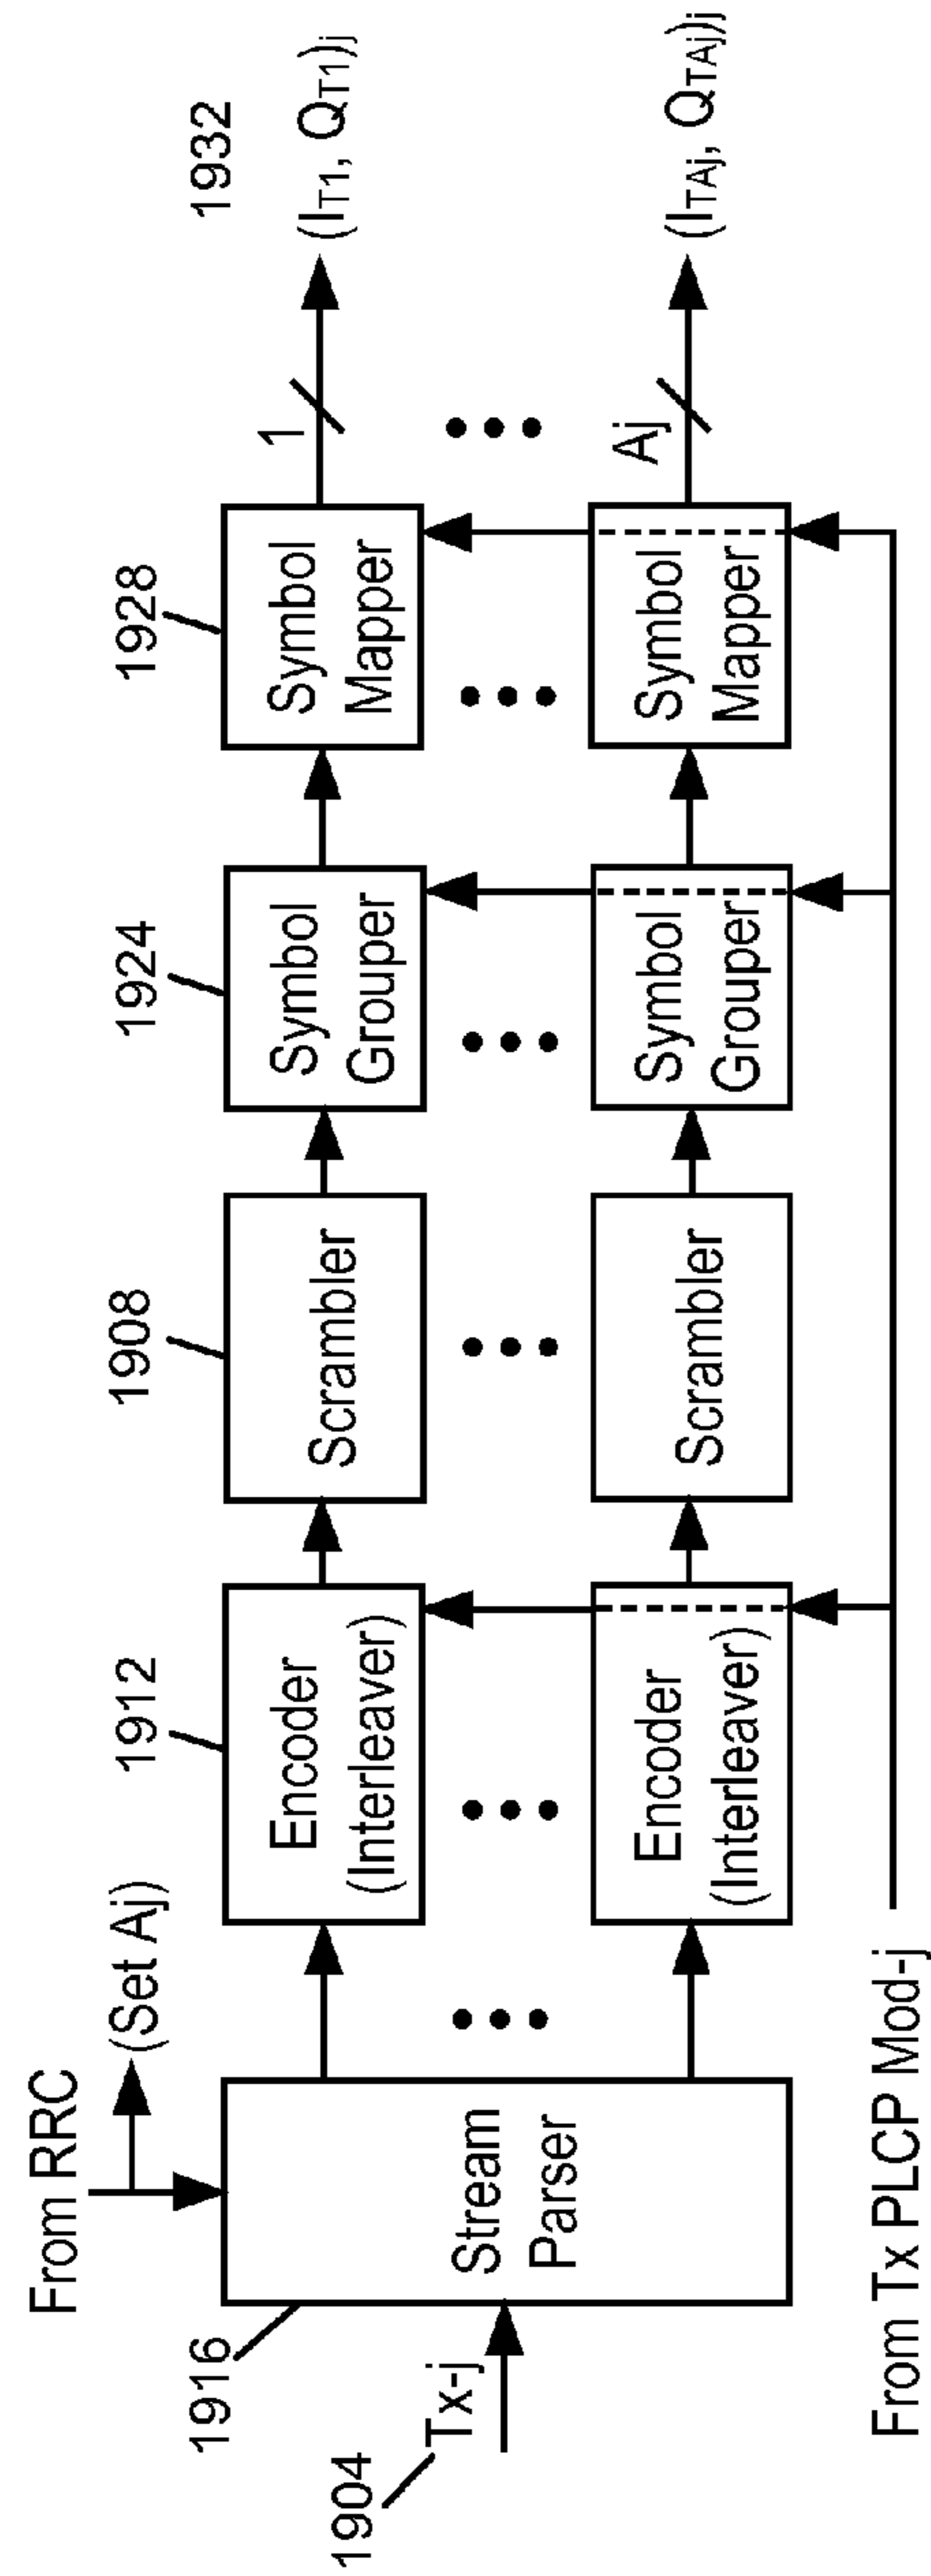 From RRC
(Set Aj)
1916
1904
Tx-j
Stream
Parser
1912
Encoder
(Interleaver)
1908
Scrambler
1924
Symbol
Grouper
1928
Symbol
Mapper
1
1932
(IT1, QT1)j
Encoder
(Interleaver)
Scrambler
Symbol
Grouper
Symbol
Mapper
Aj
(ITAj, QTAj)j
From Tx PLCP Mod-j